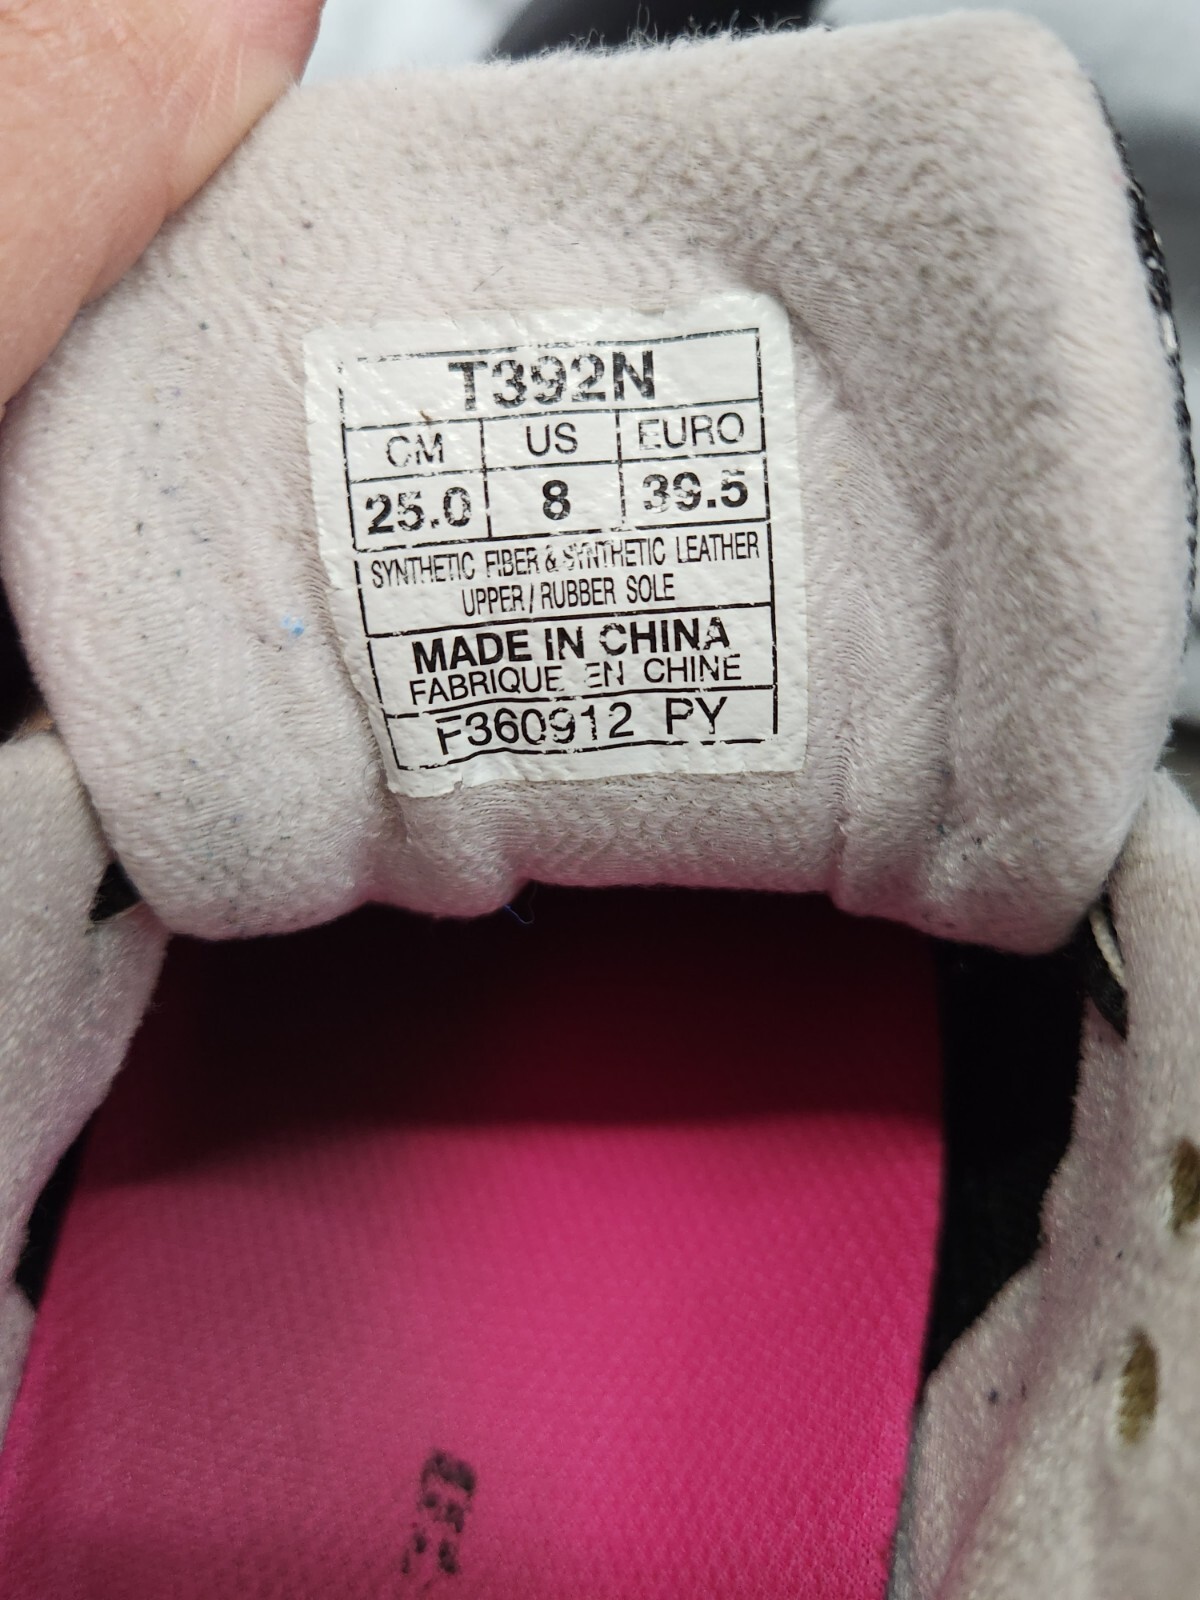 T392N
CM US EURO
25.0 8 39.5
SYNTHETIC FIBER & SYNTHETIC LEATHER
UPPER / RUBBER SOLE
MADE IN CHINA
FABRIQUE EN CHINE
F360912 PY